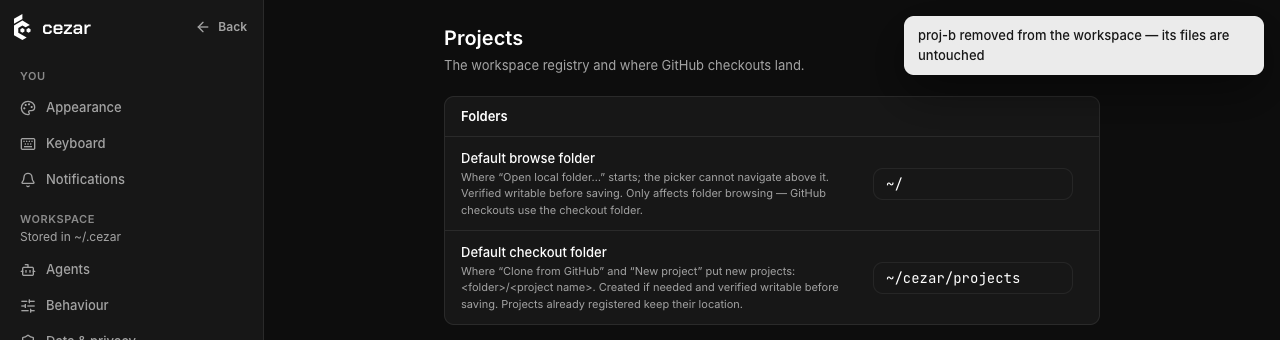 cezar
Back
YOU
Appearance
Keyboard
Notifications
WORKSPACE
Stored in ~/.cezar
Agents
Behaviour
Data & privacy
Projects
The workspace registry and where GitHub checkouts land.
Folders
Default browse folder
Where “Open local folder…” starts; the picker cannot navigate above it.
Verified writable before saving. Only affects folder browsing — GitHub
checkouts use the checkout folder.
~/
Default checkout folder
Where “Clone from GitHub” and “New project” put new projects:
<folder>/<project name>. Created if needed and verified writable before
saving. Projects already registered keep their location.
~/cezar/projects
proj-b removed from the workspace — its files are
untouched